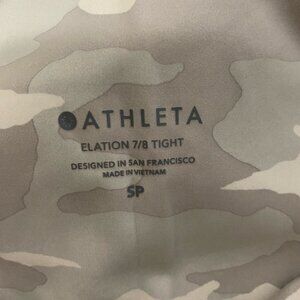 ATHLETA
ELATION 7/8 TIGHT
DESIGNED IN SAN FRANCISCO
MADE IN VIETNAM
SP